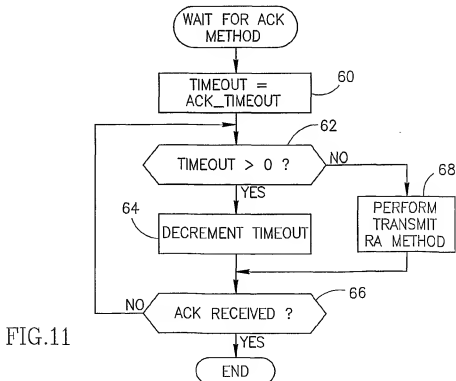 WAIT FOR ACK
METHOD
60
TIMEOUT =
ACK_TIMEOUT
62
TIMEOUT > 0 ?
NO
YES
64
DECREMENT TIMEOUT
68
PERFORM
TRANSMIT
RA METHOD
NO
ACK RECEIVED ?
66
YES
FIG.11
END